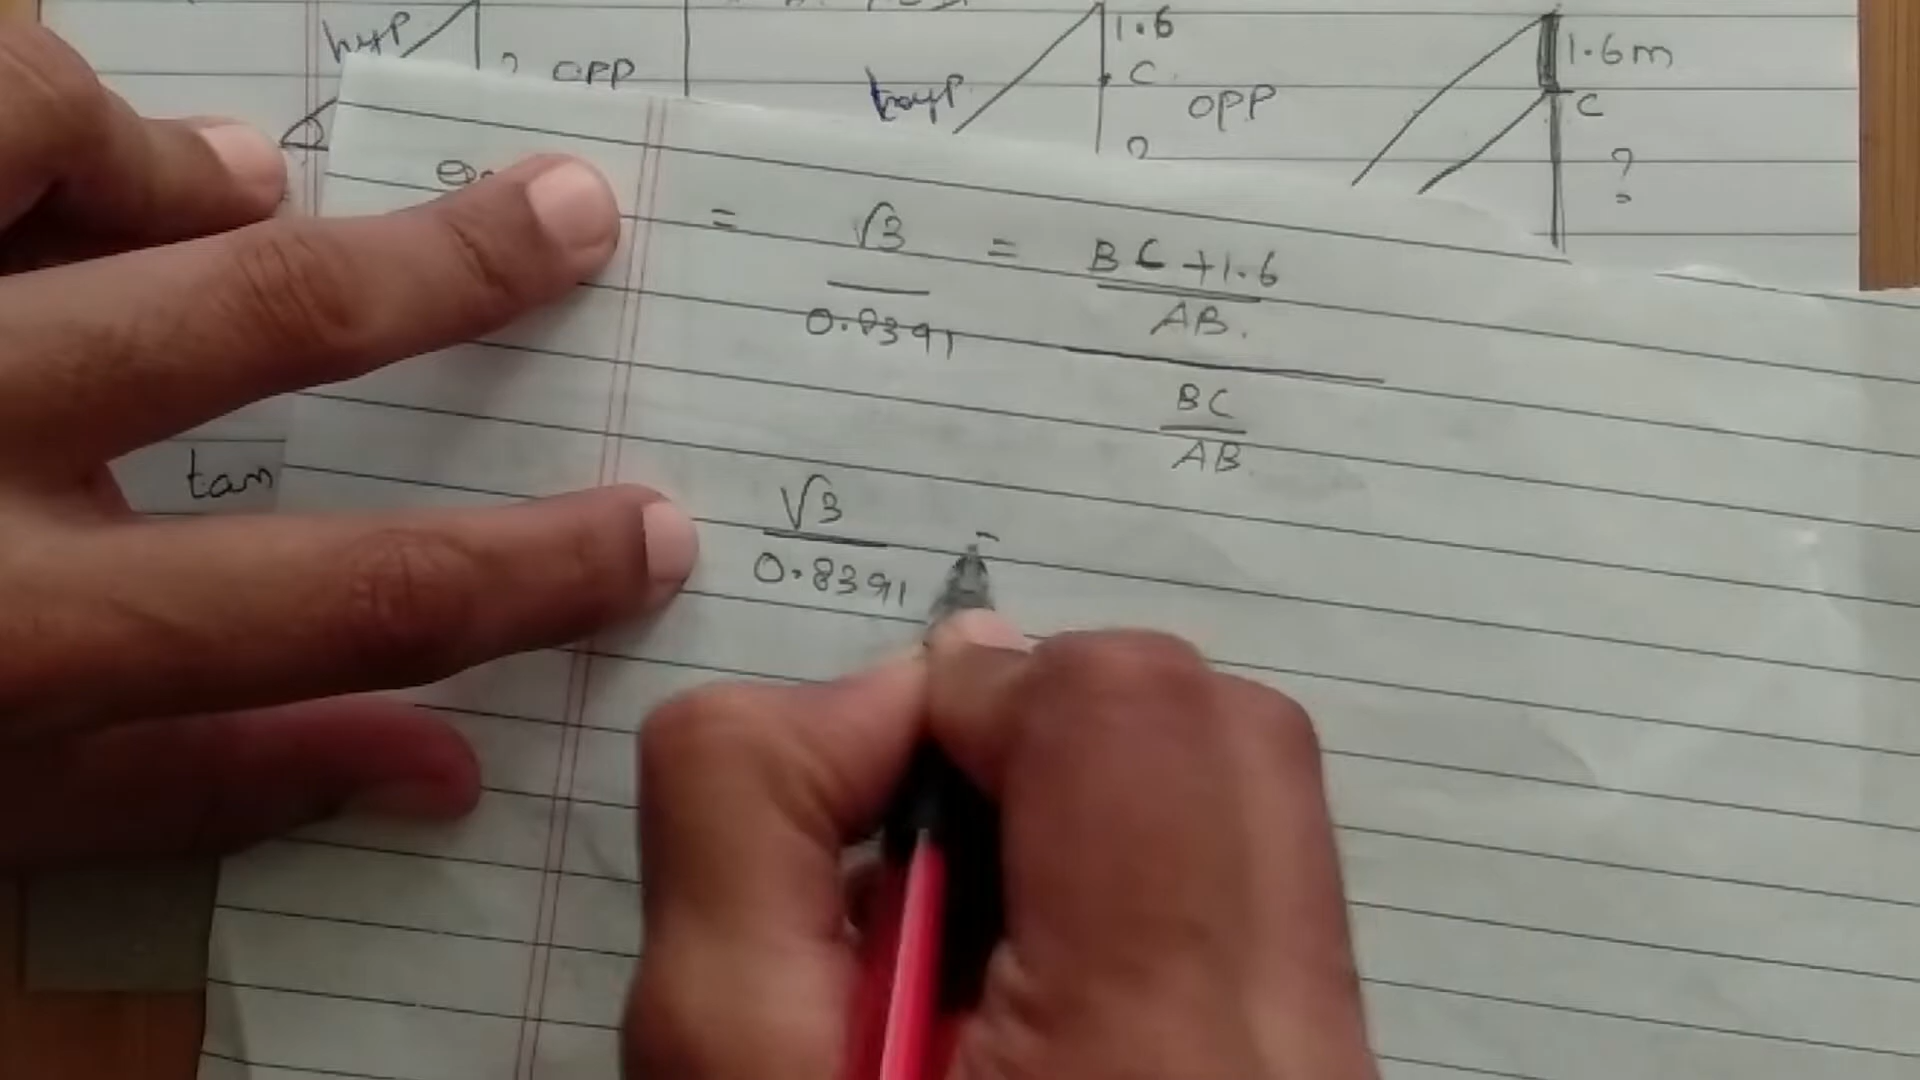 hyp
? OPP
1.6
C
hyp OPP
?
1.6m
C
?
= √3 / 0.8391 = BC + 1.6 / AB.
BC / AB
tan
√3 / 0.8391 =